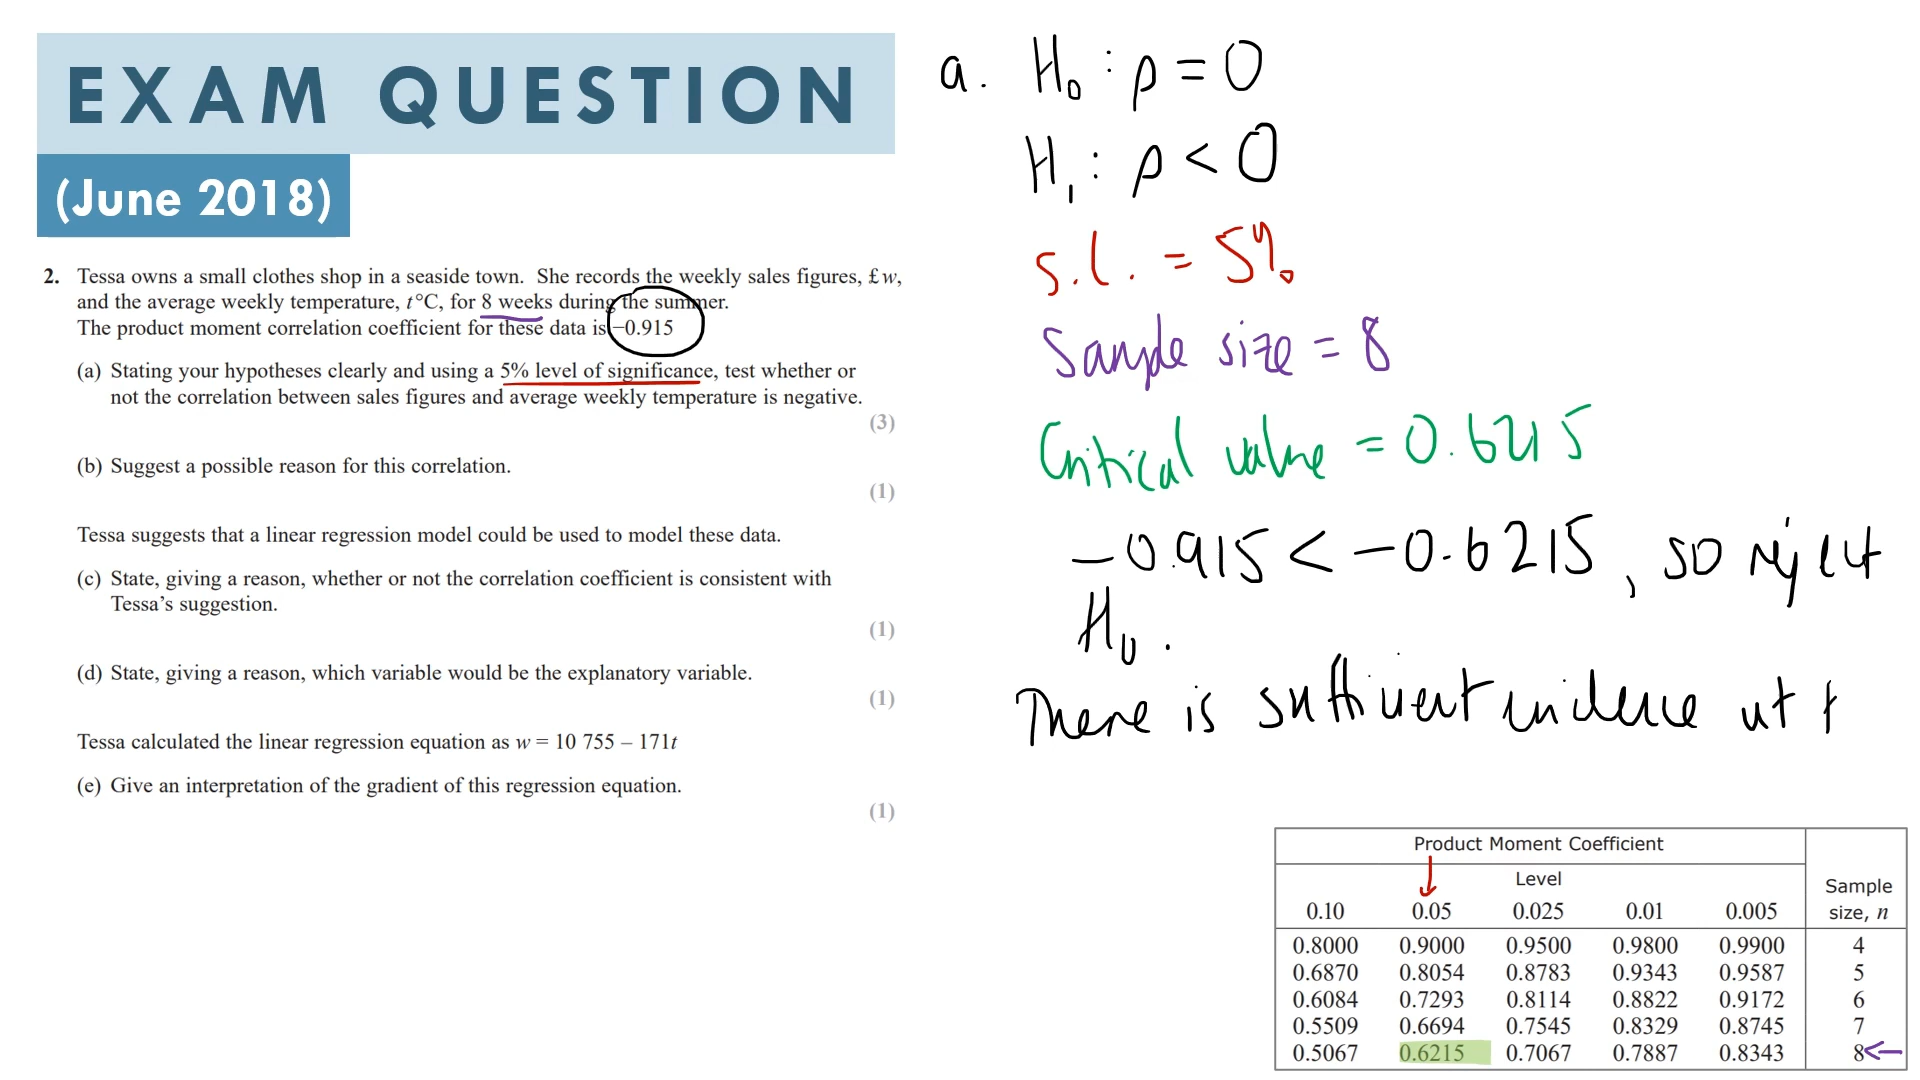 EXAM QUESTION
(June 2018)
2. Tessa owns a small clothes shop in a seaside town. She records the weekly sales figures, £w,
and the average weekly temperature, t°C, for 8 weeks during the summer.
The product moment correlation coefficient for these data is −0.915
(a) Stating your hypotheses clearly and using a 5% level of significance, test whether or
not the correlation between sales figures and average weekly temperature is negative.
(3)
(b) Suggest a possible reason for this correlation.
(1)
Tessa suggests that a linear regression model could be used to model these data.
(c) State, giving a reason, whether or not the correlation coefficient is consistent with
Tessa's suggestion.
(1)
(d) State, giving a reason, which variable would be the explanatory variable.
(1)
Tessa calculated the linear regression equation as w = 10 755 – 171t
(e) Give an interpretation of the gradient of this regression equation.
(1)
a. H₀ : ρ = 0
H₁ : ρ < 0
s.l. = 5%
Sample size = 8
Critical value = 0.6215
−0.915 < −0.6215, so reject
H₀.
There is sufficient evidence at t
Product Moment Coefficient
Level
Sample
size, n
0.10 0.05 0.025 0.01 0.005
0.8000 0.9000 0.9500 0.9800 0.9900 4
0.6870 0.8054 0.8783 0.9343 0.9587 5
0.6084 0.7293 0.8114 0.8822 0.9172 6
0.5509 0.6694 0.7545 0.8329 0.8745 7
0.5067 0.6215 0.7067 0.7887 0.8343 8